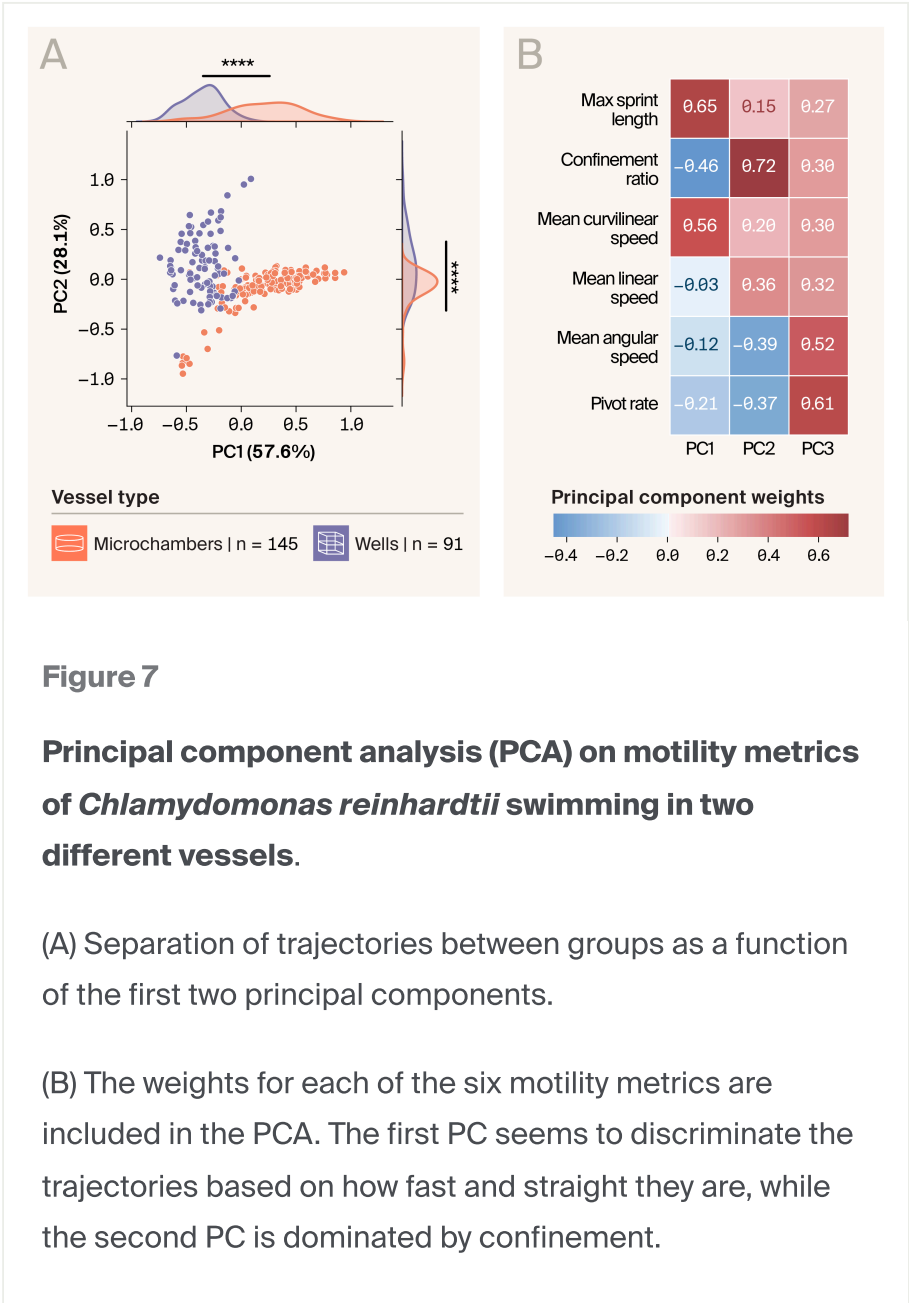 A
****
****
1.0
0.5
0.0
−0.5
−1.0
PC2 (28.1%)
−1.0 −0.5 0.0 0.5 1.0
PC1 (57.6%)
Vessel type
Microchambers | n = 145
Wells | n = 91
B
Max sprint
length
0.65 0.15 0.27
Confinement
ratio
−0.46 0.72 0.30
Mean curvilinear
speed
0.56 0.20 0.30
Mean linear
speed
−0.03 0.36 0.32
Mean angular
speed
−0.12 −0.39 0.52
Pivot rate
−0.21 −0.37 0.61
PC1 PC2 PC3
Principal component weights
−0.4 −0.2 0.0 0.2 0.4 0.6
Figure 7
Principal component analysis (PCA) on motility metrics
of Chlamydomonas reinhardtii swimming in two
different vessels.
(A) Separation of trajectories between groups as a function
of the first two principal components.
(B) The weights for each of the six motility metrics are
included in the PCA. The first PC seems to discriminate the
trajectories based on how fast and straight they are, while
the second PC is dominated by confinement.